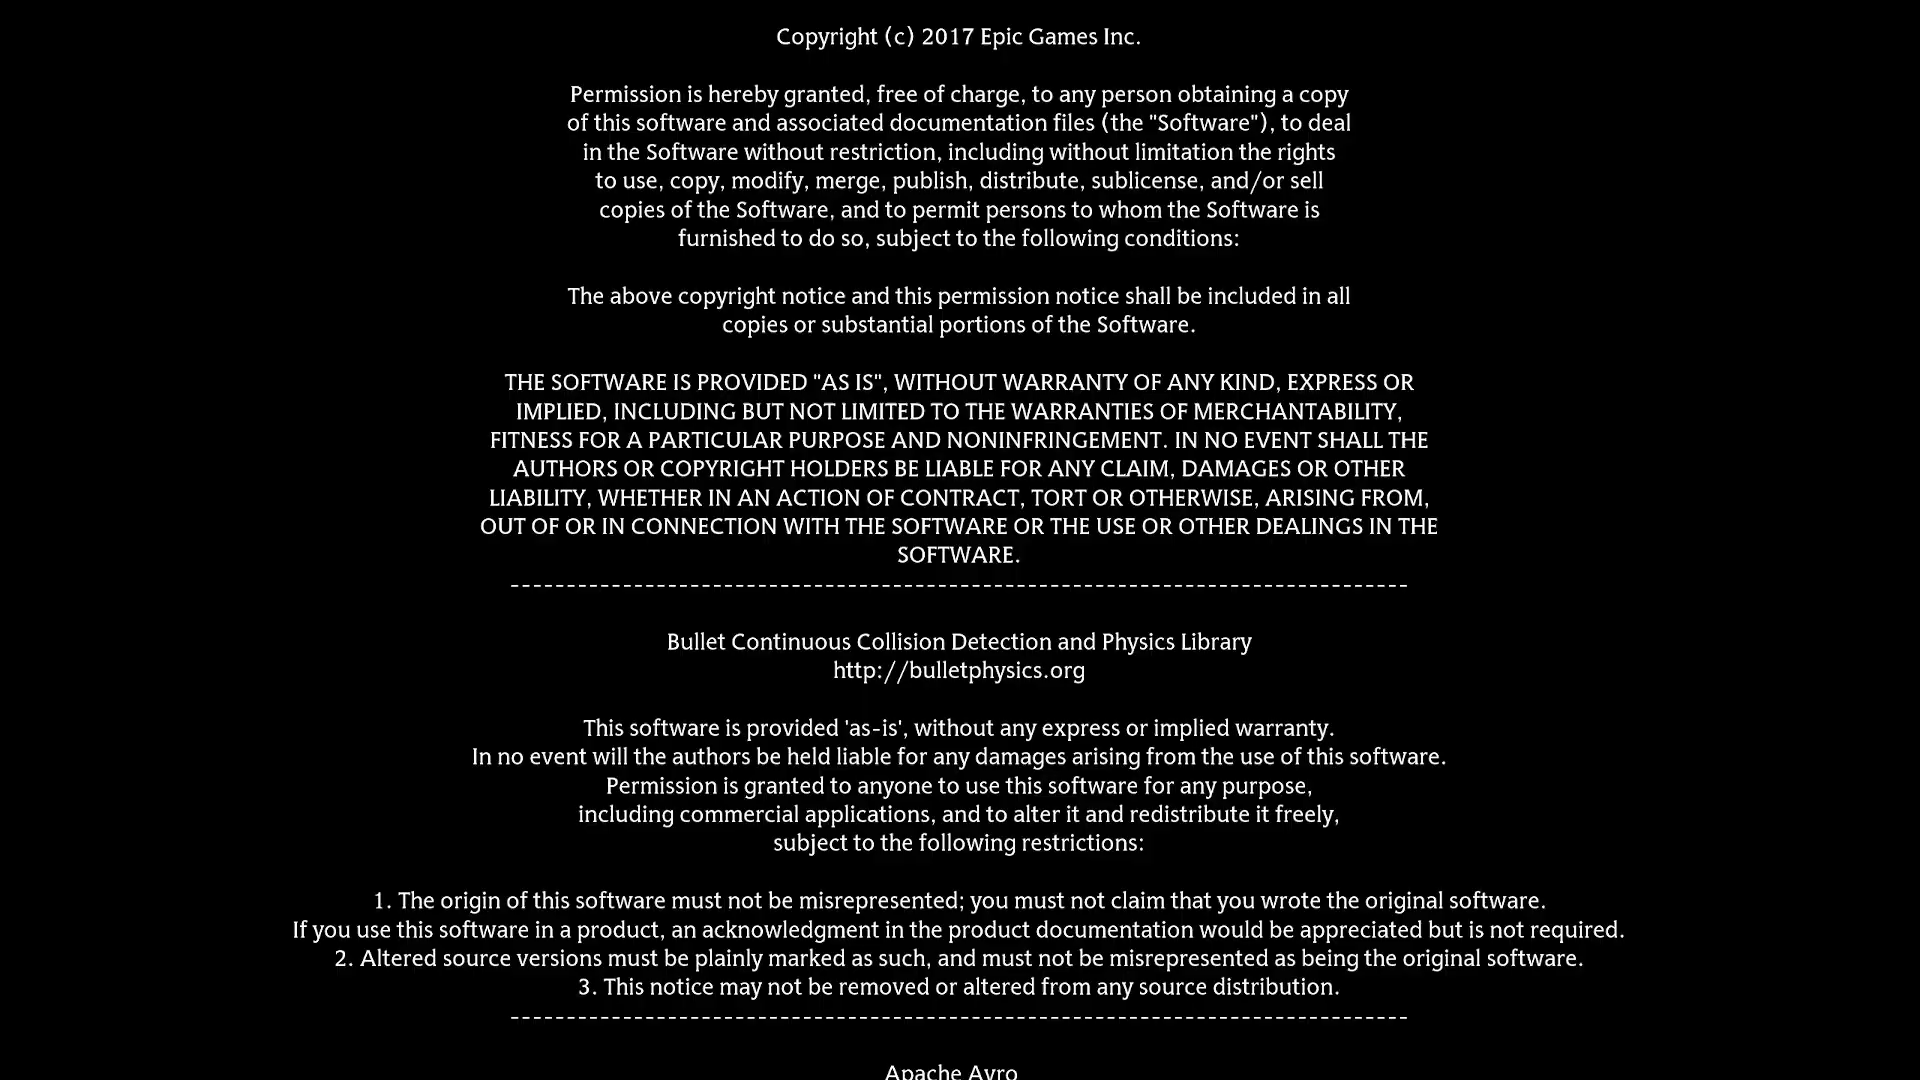 Copyright (c) 2017 Epic Games Inc.
Permission is hereby granted, free of charge, to any person obtaining a copy
of this software and associated documentation files (the "Software"), to deal
in the Software without restriction, including without limitation the rights
to use, copy, modify, merge, publish, distribute, sublicense, and/or sell
copies of the Software, and to permit persons to whom the Software is
furnished to do so, subject to the following conditions:
The above copyright notice and this permission notice shall be included in all
copies or substantial portions of the Software.
THE SOFTWARE IS PROVIDED "AS IS", WITHOUT WARRANTY OF ANY KIND, EXPRESS OR
IMPLIED, INCLUDING BUT NOT LIMITED TO THE WARRANTIES OF MERCHANTABILITY,
FITNESS FOR A PARTICULAR PURPOSE AND NONINFRINGEMENT. IN NO EVENT SHALL THE
AUTHORS OR COPYRIGHT HOLDERS BE LIABLE FOR ANY CLAIM, DAMAGES OR OTHER
LIABILITY, WHETHER IN AN ACTION OF CONTRACT, TORT OR OTHERWISE, ARISING FROM,
OUT OF OR IN CONNECTION WITH THE SOFTWARE OR THE USE OR OTHER DEALINGS IN THE
SOFTWARE.
--------------------------------------------------------------------------------
Bullet Continuous Collision Detection and Physics Library
http://bulletphysics.org
This software is provided 'as-is', without any express or implied warranty.
In no event will the authors be held liable for any damages arising from the use of this software.
Permission is granted to anyone to use this software for any purpose,
including commercial applications, and to alter it and redistribute it freely,
subject to the following restrictions:
1. The origin of this software must not be misrepresented; you must not claim that you wrote the original software.
If you use this software in a product, an acknowledgment in the product documentation would be appreciated but is not required.
2. Altered source versions must be plainly marked as such, and must not be misrepresented as being the original software.
3. This notice may not be removed or altered from any source distribution.
--------------------------------------------------------------------------------
Apache Avro